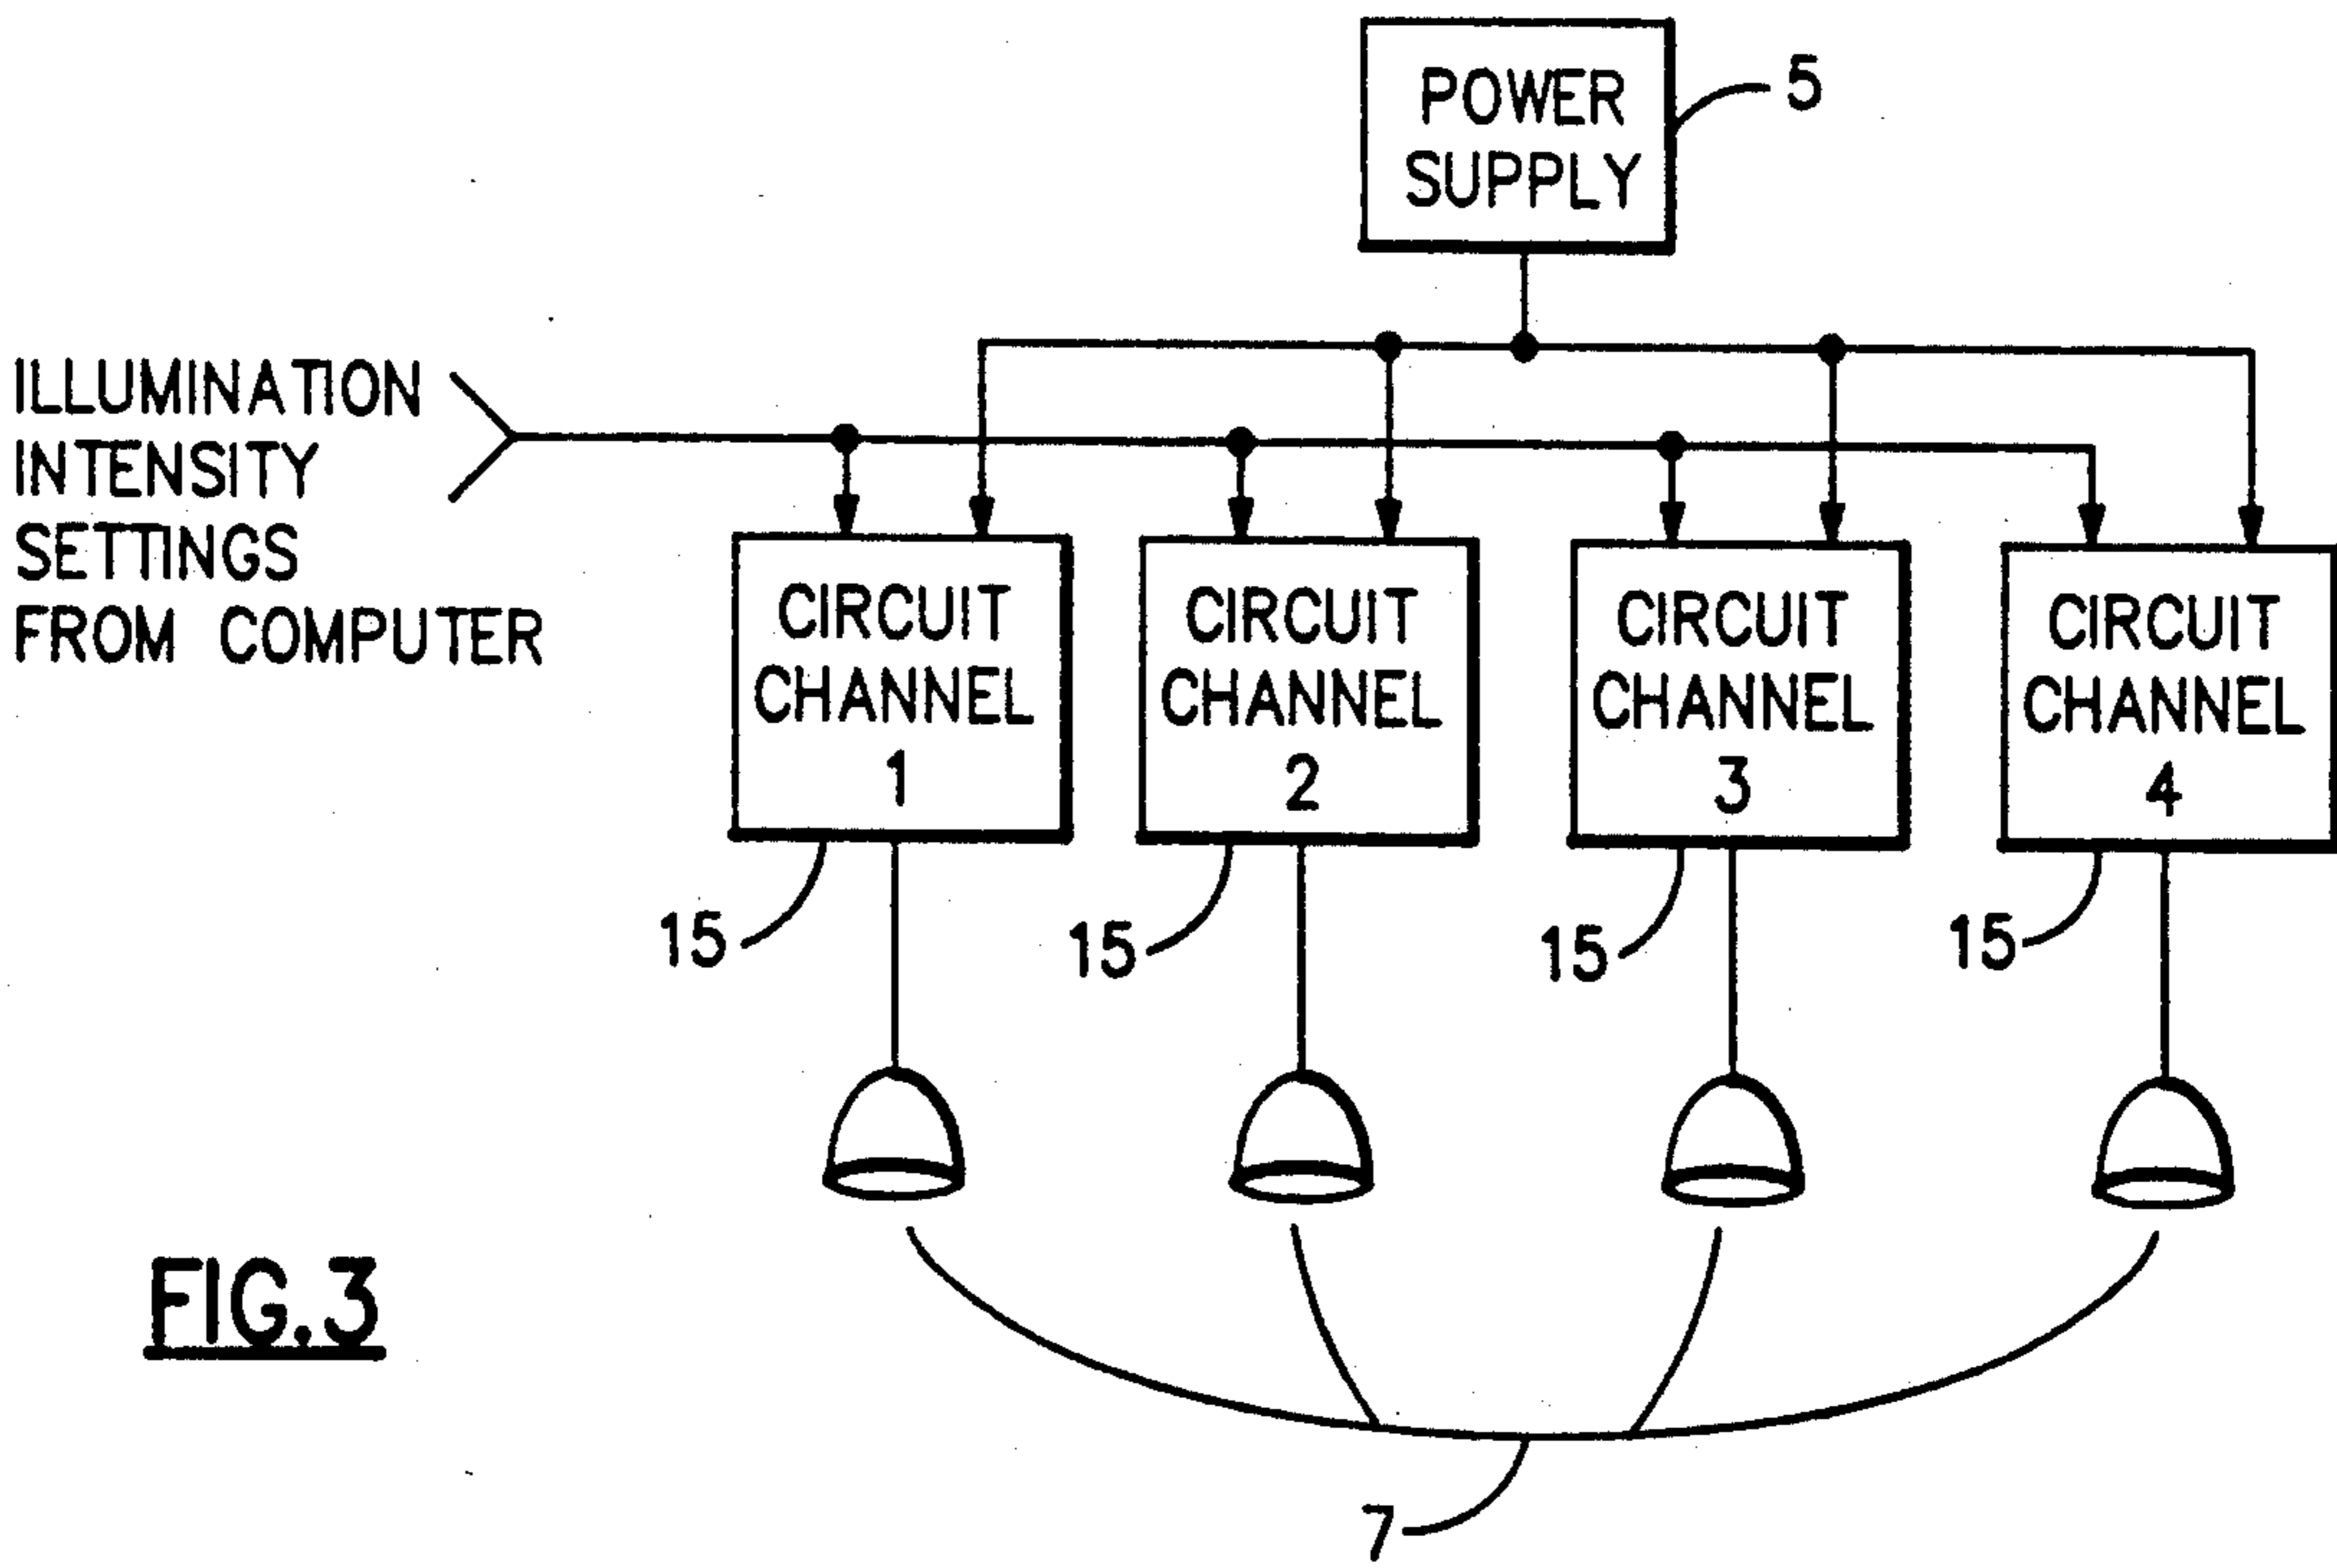 POWER
SUPPLY
5
ILLUMINATION
INTENSITY
SETTINGS
FROM COMPUTER
CIRCUIT
CHANNEL
1
CIRCUIT
CHANNEL
2
CIRCUIT
CHANNEL
3
CIRCUIT
CHANNEL
4
15
15
15
15
FIG.3
7